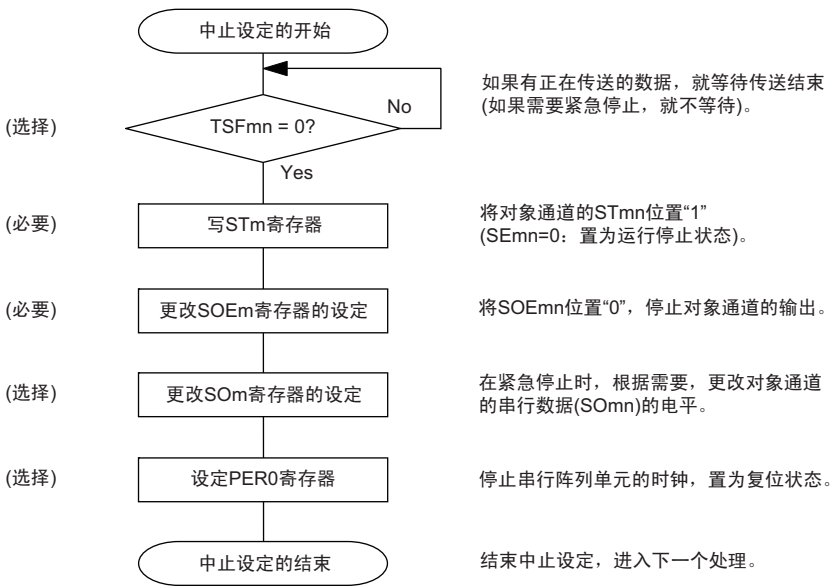 中止设定的开始
如果有正在传送的数据，就等待传送结束
(如果需要紧急停止，就不等待)。
No
(选择)
TSFmn = 0?
Yes
(必要)
写STm寄存器
将对象通道的STmn位置“1”
(SEmn=0：置为运行停止状态)。
(必要)
更改SOEm寄存器的设定
将SOEmn位置“0”，停止对象通道的输出。
(选择)
更改SOm寄存器的设定
在紧急停止时，根据需要，更改对象通道
的串行数据(SOmn)的电平。
(选择)
设定PER0寄存器
停止串行阵列单元的时钟，置为复位状态。
中止设定的结束
结束中止设定，进入下一个处理。